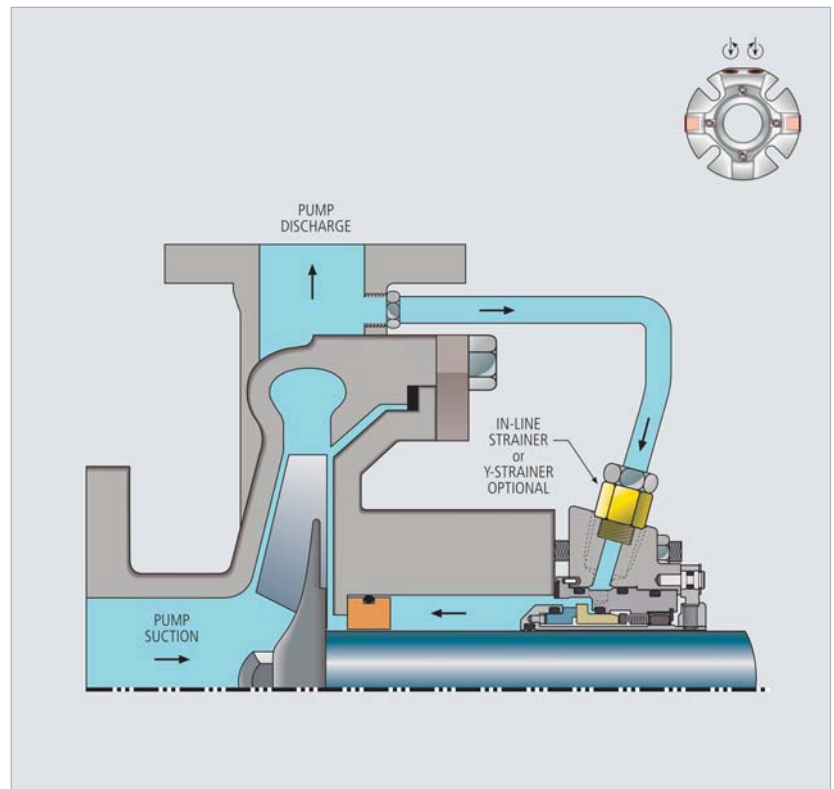 PUMP
DISCHARGE
IN-LINE
STRAINER
or
Y-STRAINER
OPTIONAL
PUMP
SUCTION